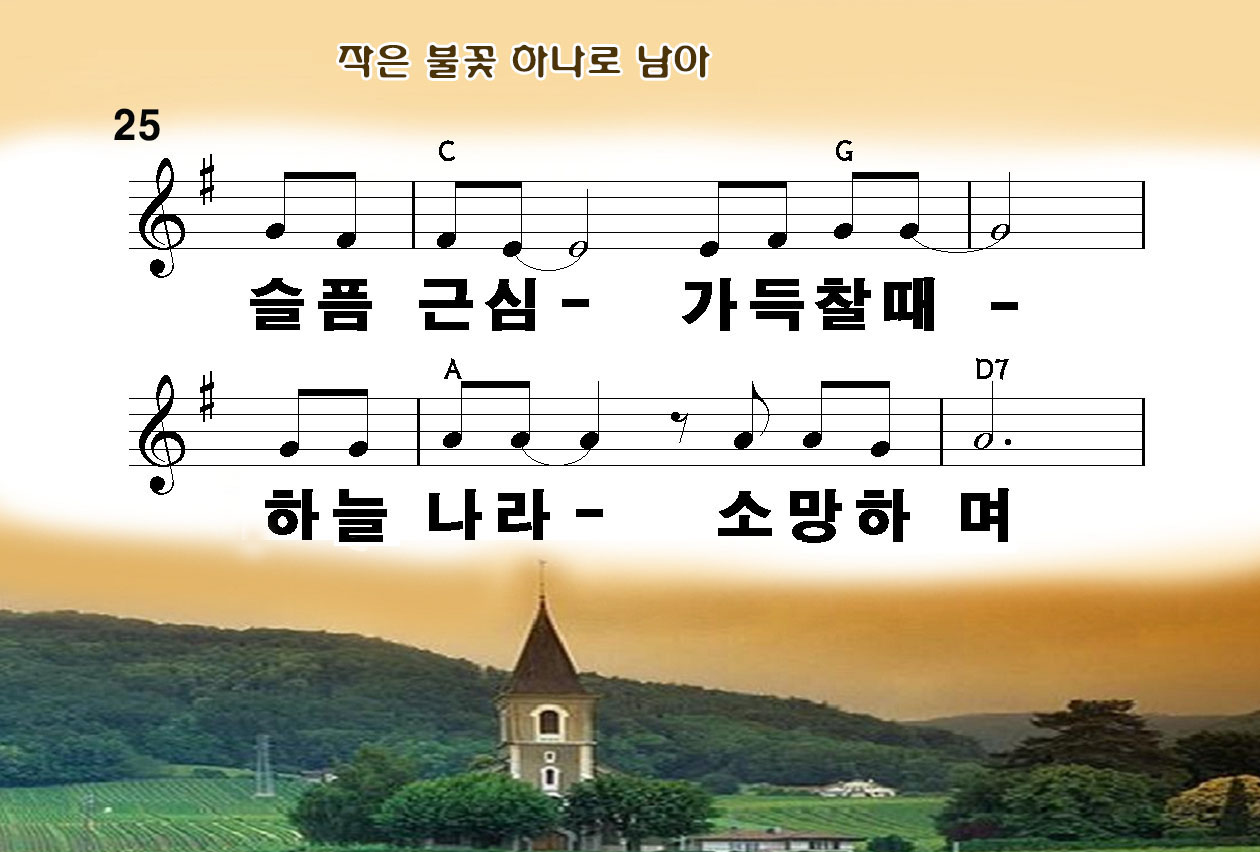 작은 불꽃 하나로 남아
25
C G
슬픔 근심 - 가득찰때 -
A D7
하늘 나라 - 소망하 며